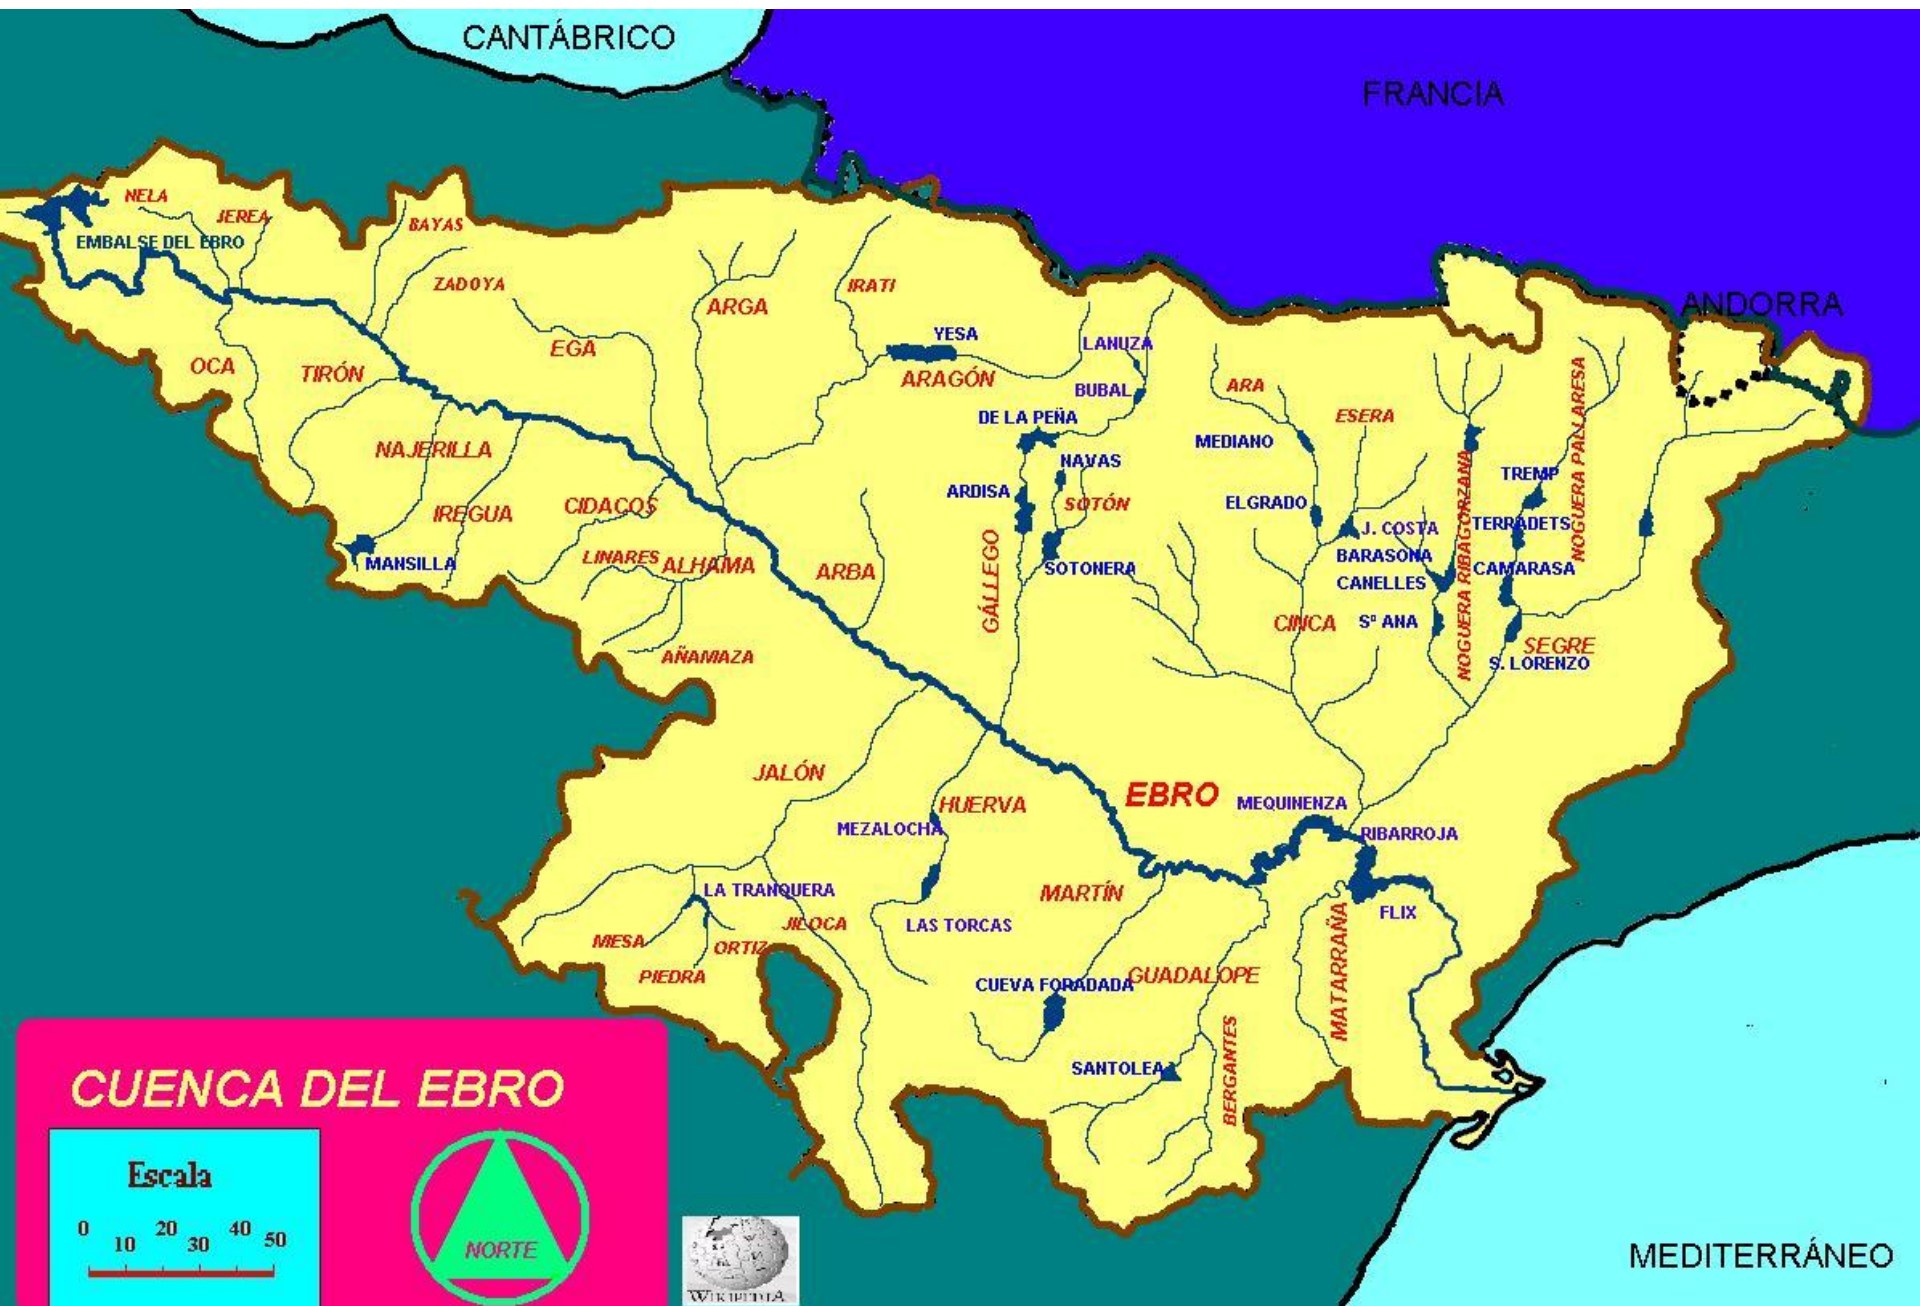 CANTÁBRICO
FRANCIA
NELA
JEREA
BAYAS
EMBALSE DEL EBRO
ZADOYA
IRATI
ARGA
ANDORRA
YESA
LANUZA
EGA
OCA
TIRÓN
ARAGÓN
BUBAL
ARA
NOGUERA PALLARESA
DE LA PEÑA
ESERA
MEDIANO
NAJERILLA
NAVAS
TREMP
ARDISA
SOTÓN
ELGRADO
NOGUERA RIBAGORZANA
CIDACOS
IREGUA
J. COSTA
TERRADETS
LINARES
ALHAMA
MANSILLA
ARBA
GÁLLEGO
SOTONERA
BARASONA
CANELLES
CAMARASA
CINCA
Sª ANA
SEGRE
S. LORENZO
AÑAMAZA
JALÓN
EBRO
HUERVA
MEQUINENZA
MEZALOCHA
RIBARROJA
LA TRANQUERA
MARTÍN
JILOCA
LAS TORCAS
FLIX
MESA
ORTIZ
PIEDRA
CUEVA FORADADA
GUADALOPE
MATARRAÑA
BERGANTES
SANTOLEA
CUENCA DEL EBRO
Escala
0 10 20 30 40 50
NORTE
WIKIPEDIA
MEDITERRÁNEO